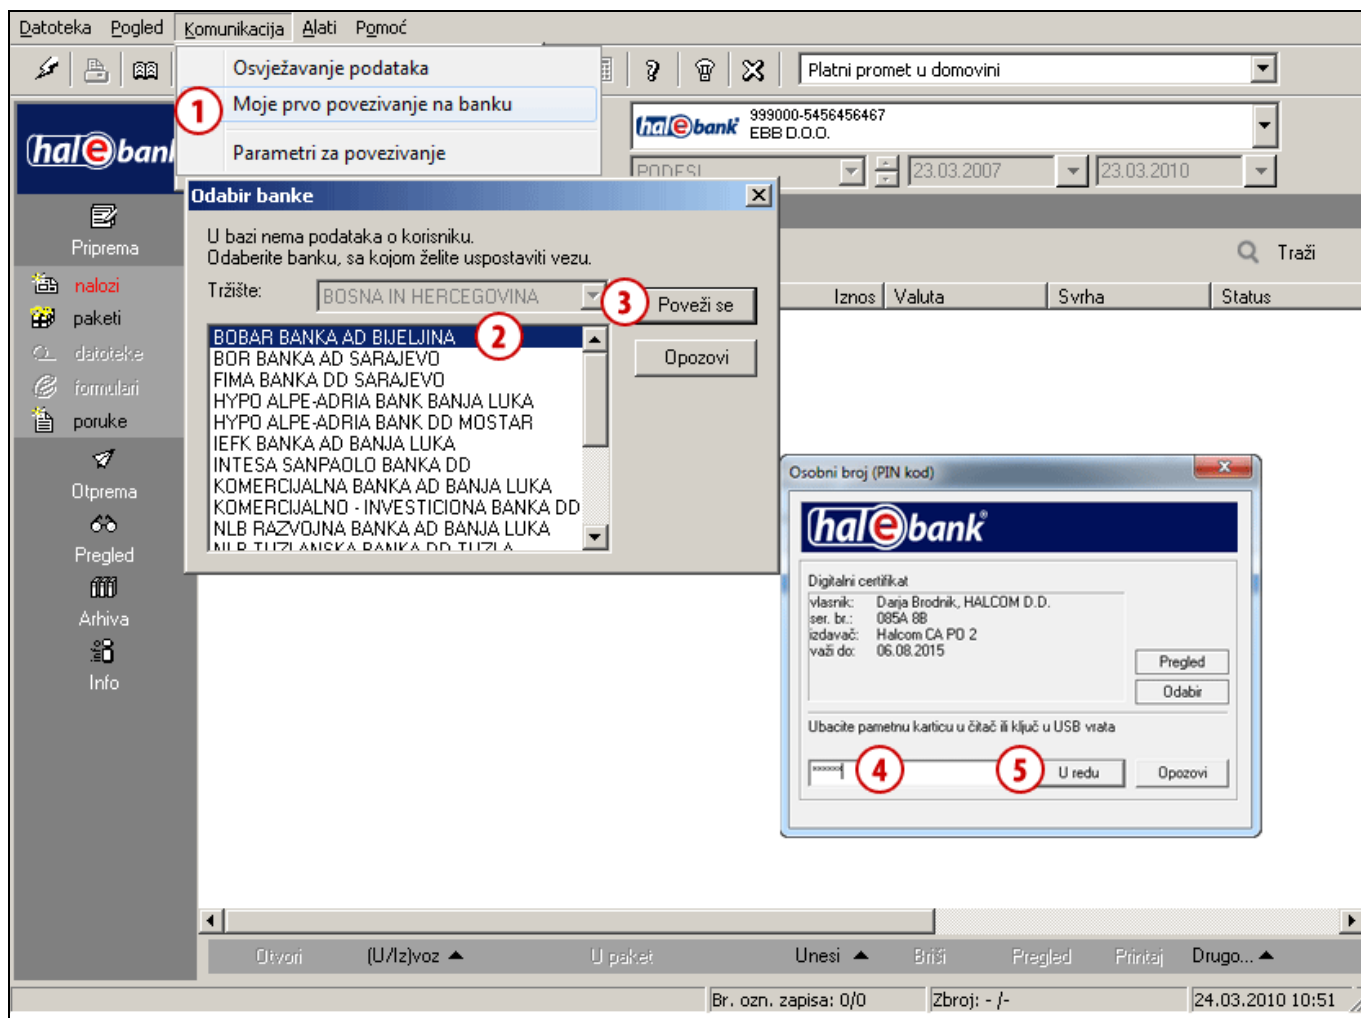 Datoteka Pogled Komunikacija Alati Pomoć
Osvježavanje podataka
Moje prvo povezivanje na banku
Parametri za povezivanje
1
Platni promet u domovini
halebank
halebank
999000-5456456467
EBB D.O.O.
PODESI
23.03.2007
23.03.2010
Odabir banke
U bazi nema podataka o korisniku.
Odaberite banku, sa kojom želite uspostaviti vezu.
Tržište:
BOSNA IN HERCEGOVINA
3
Poveži se
Opozovi
2
BOBAR BANKA AD BIJELJINA
BOR BANKA AD SARAJEVO
FIMA BANKA DD SARAJEVO
HYPO ALPE-ADRIA BANK BANJA LUKA
HYPO ALPE-ADRIA BANK DD MOSTAR
IEFK BANKA AD BANJA LUKA
INTESA SANPAOLO BANKA DD
KOMERCIJALNA BANKA AD BANJA LUKA
KOMERCIJALNO - INVESTICIONA BANKA DD
NLB RAZVOJNA BANKA AD BANJA LUKA
NLB TUZLANSKA BANKA DD TUZLA
Traži
Iznos Valuta Svrha Status
Priprema
nalozi
paketi
datoteke
formulari
poruke
Otprema
Pregled
Arhiva
Info
Osobni broj (PIN kod)
halebank
Digitalni certifikat
vlasnik: Darja Brodnik, HALCOM D.D.
ser. br.: 085A 8B
izdavač: Halcom CA PO 2
važi do: 06.08.2015
Pregled
Odabir
Ubacite pametnu karticu u čitač ili ključ u USB vrata
******
4
5
U redu
Opozovi
Otvori (U/Iz)voz U paket Unesi Briši Pregled Printaj Drugo...
Br. ozn. zapisa: 0/0 Zbroj: - /- 24.03.2010 10:51